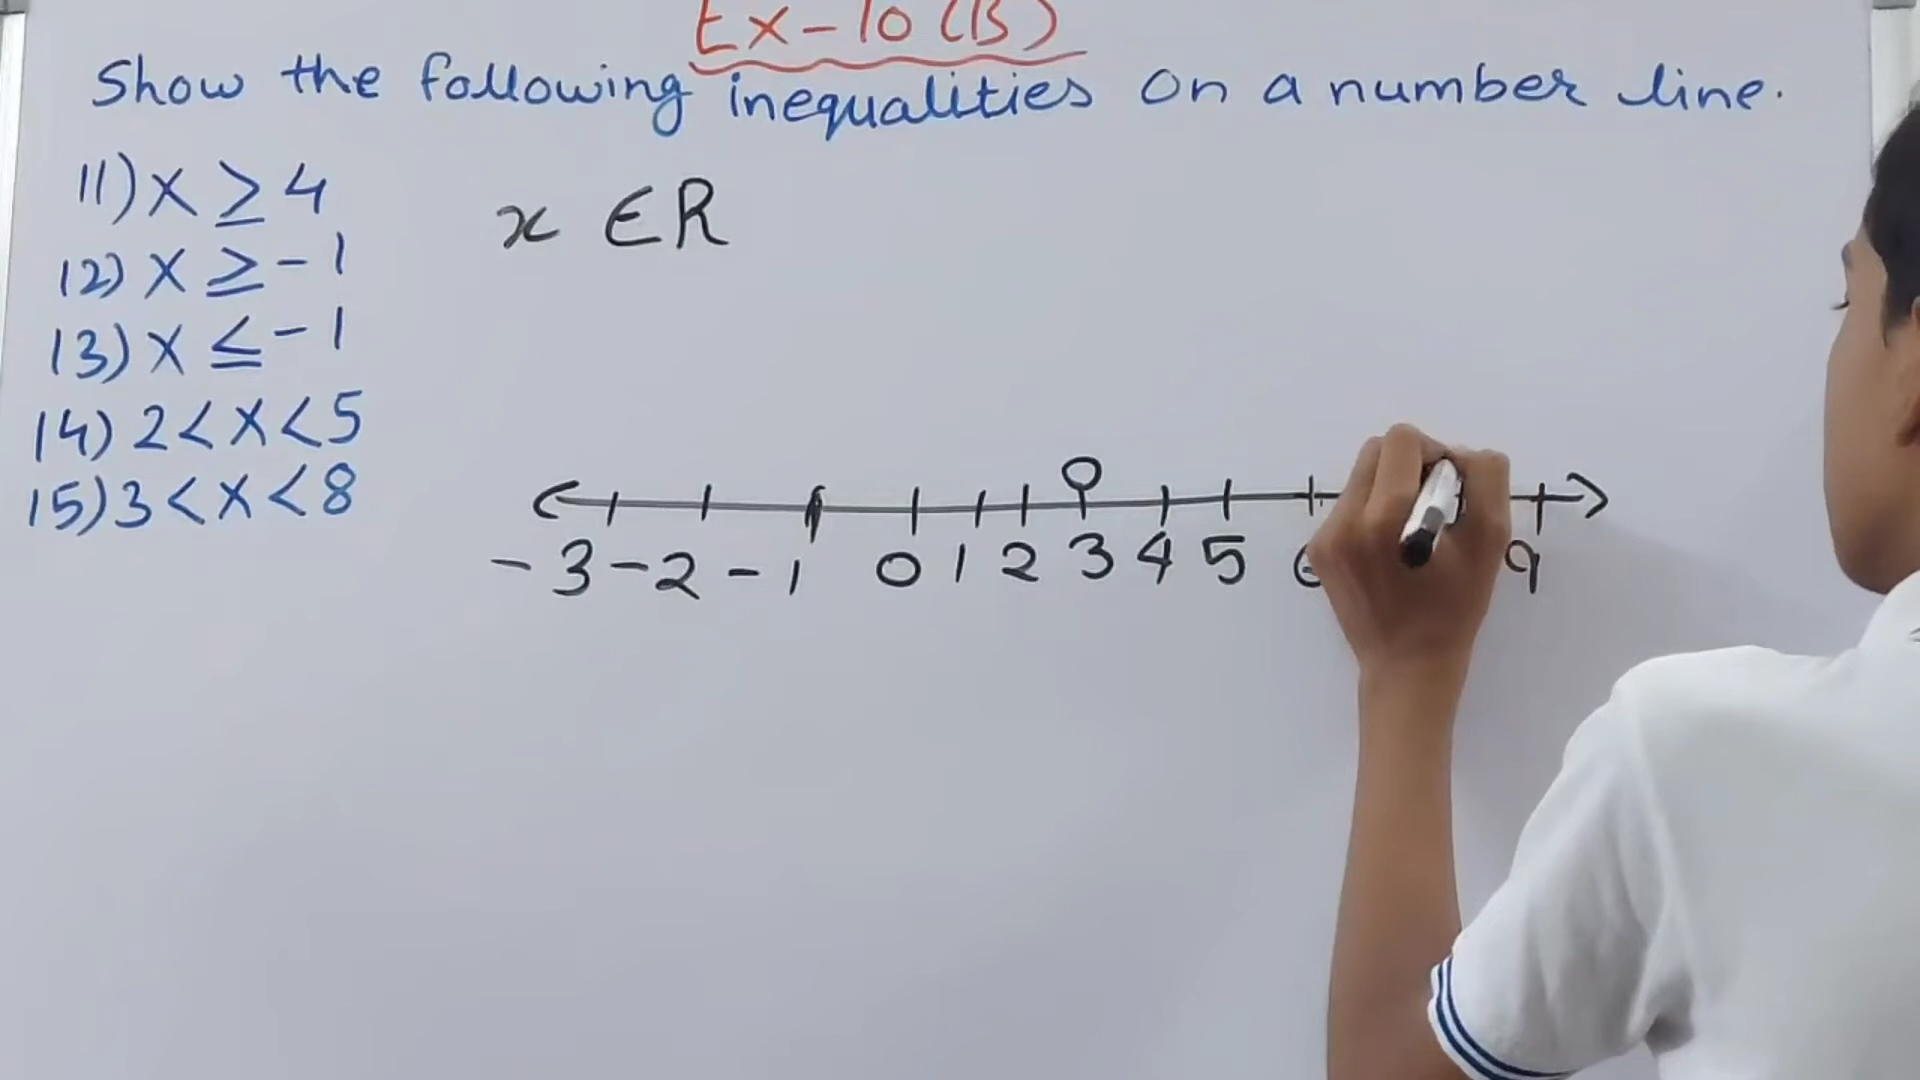 Ex-10 (B)
Show the following inequalities on a number line.
11) x ≥ 4
x ∈ R
12) x ≥ -1
13) x ≤ -1
14) 2 < x < 5
15) 3 < x < 8
-3 -2 -1 0 1 2 3 4 5 6 9